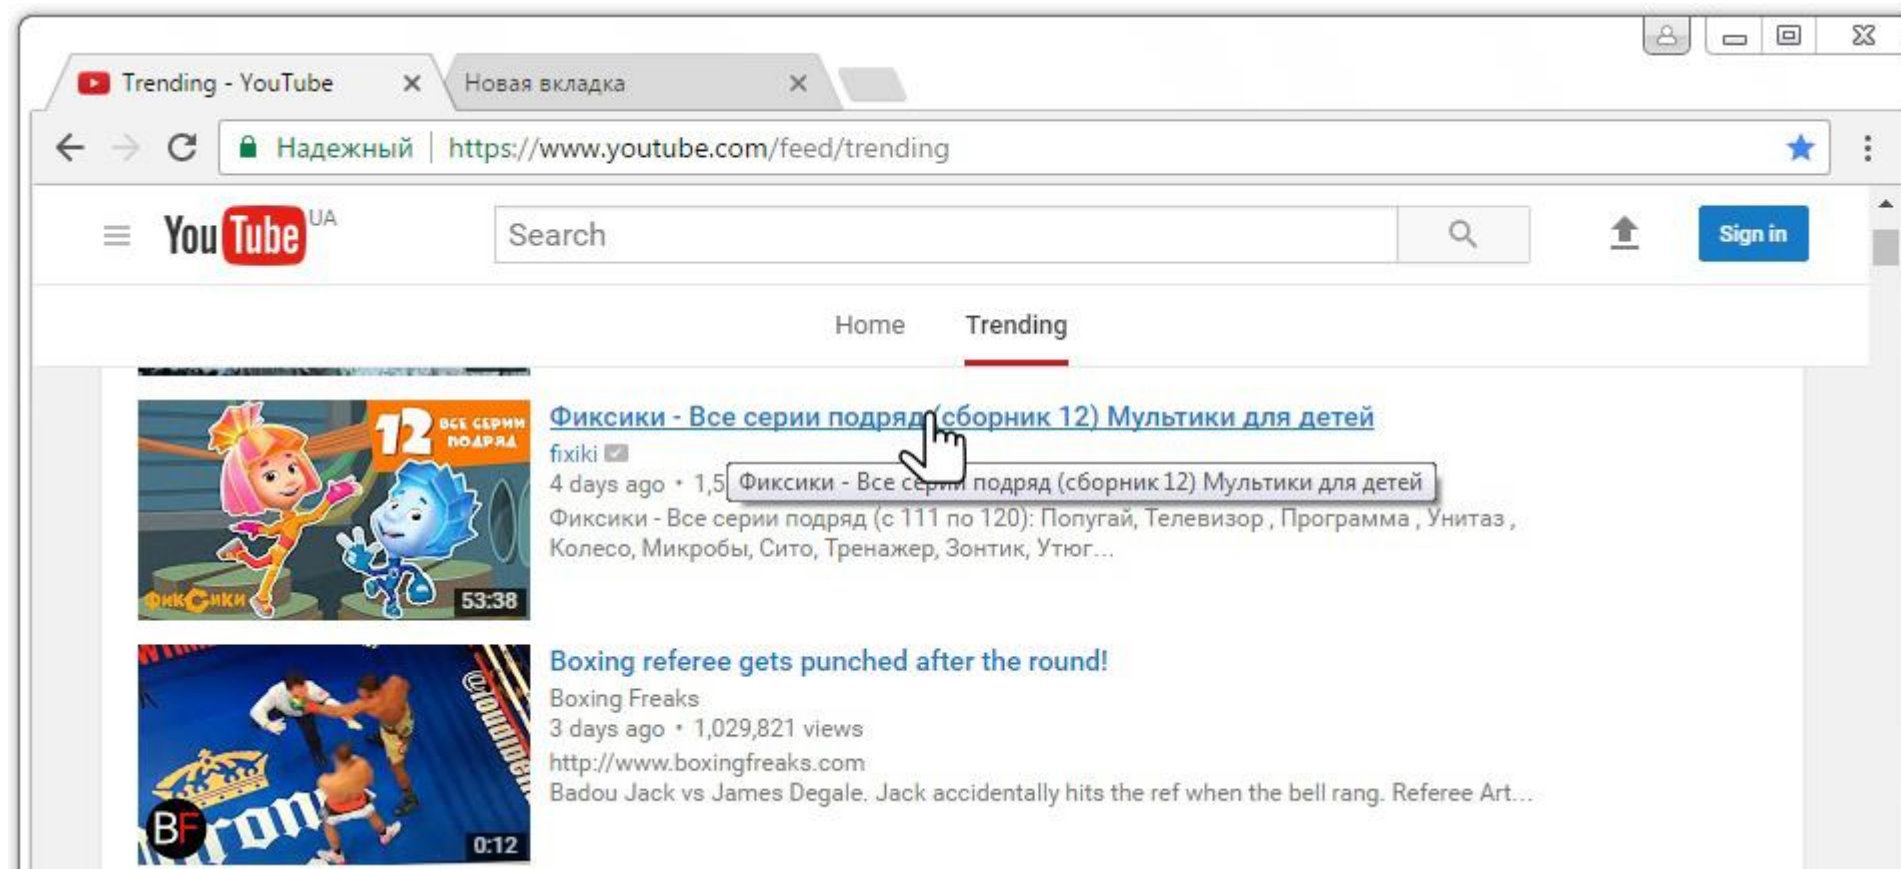 Trending - YouTube
Новая вкладка
Надежный
https://www.youtube.com/feed/trending
YouTube UA
Search
Sign in
Home Trending
12 ВСЕ СЕРИИ
ПОДРЯД
ФИКСИКИ
53:38
Фиксики - Все серии подряд (сборник 12) Мультики для детей
fixiki
4 days ago • 1,5
Фиксики - Все серии подряд (сборник 12) Мультики для детей
Фиксики - Все серии подряд (с 111 по 120): Попугай, Телевизор , Программа , Унитаз ,
Колесо, Микробы, Сито, Тренажер, Зонтик, Утюг...
BF
0:12
Boxing referee gets punched after the round!
Boxing Freaks
3 days ago • 1,029,821 views
http://www.boxingfreaks.com
Badou Jack vs James Degale. Jack accidentally hits the ref when the bell rang. Referee Art...